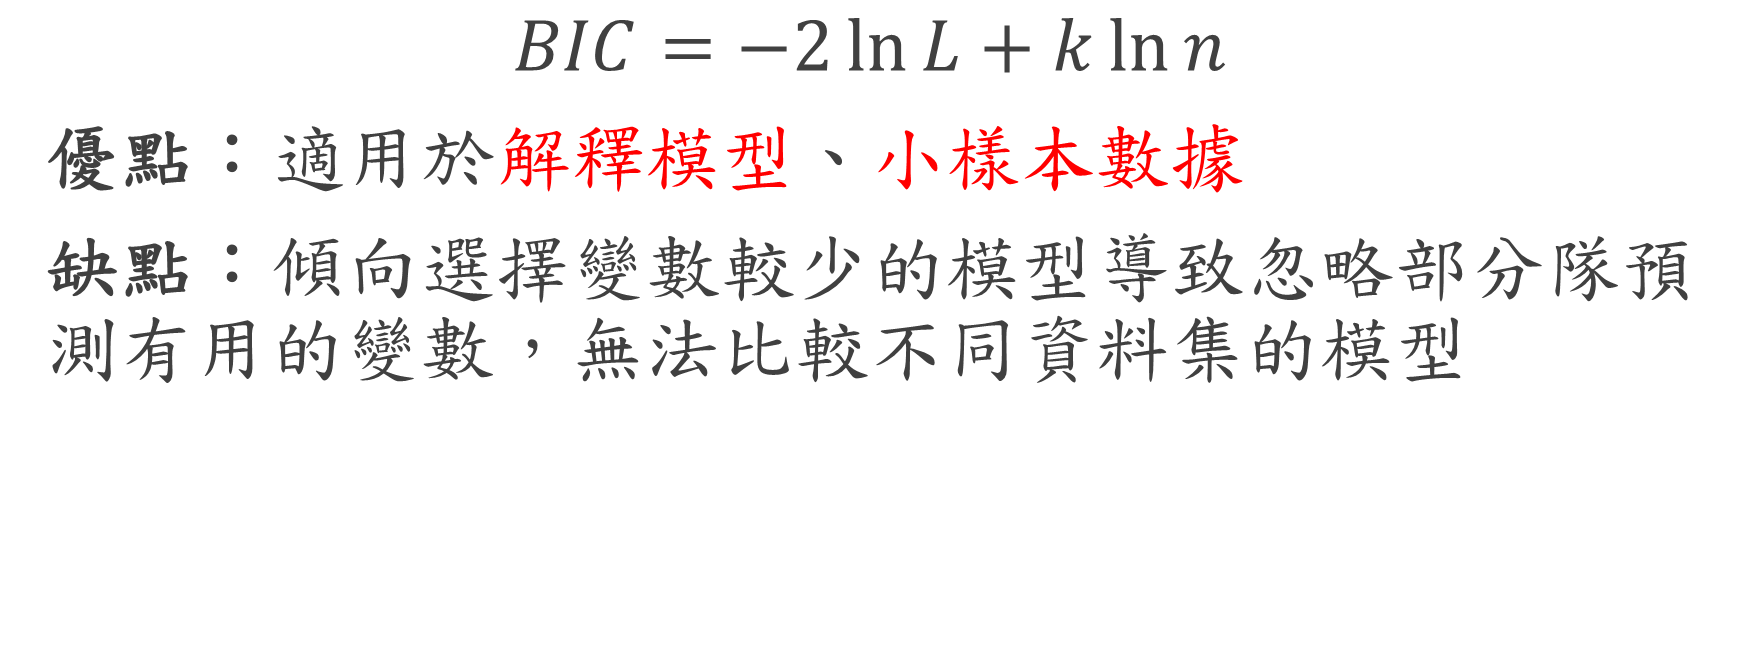 BIC = −2 ln L + k ln n
優點：適用於解釋模型、小樣本數據
缺點：傾向選擇變數較少的模型導致忽略部分隊預
測有用的變數，無法比較不同資料集的模型